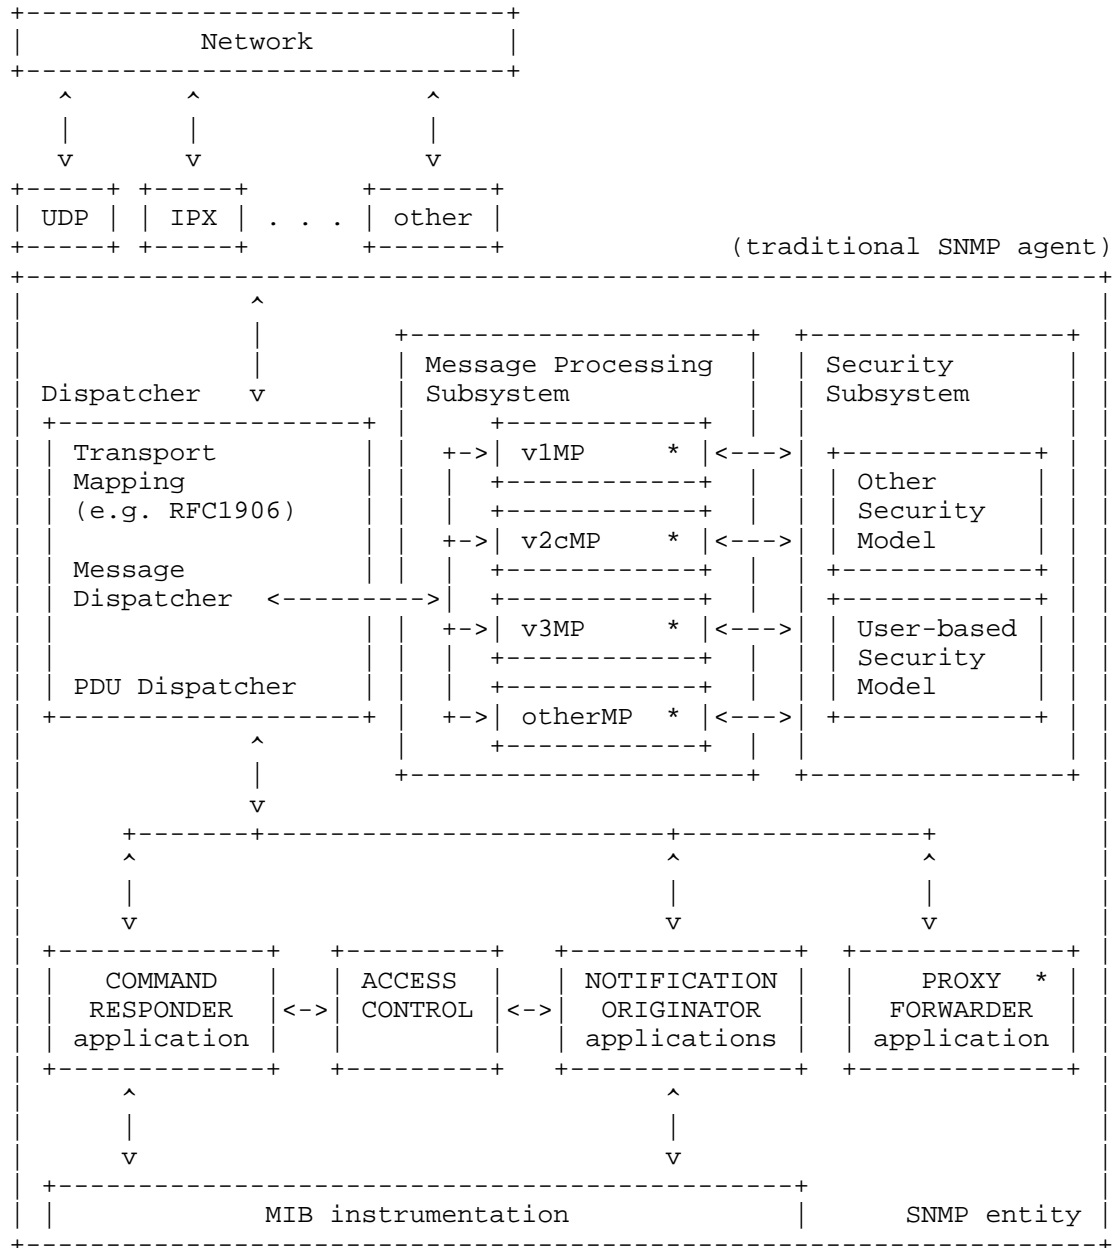 Network
UDP IPX . . . other
(traditional SNMP agent)
Message Processing Security
Dispatcher Subsystem Subsystem
Transport v1MP *
Mapping Other
(e.g. RFC1906) Security
v2cMP * Model
Message
Dispatcher
v3MP * User-based
Security
PDU Dispatcher Model
otherMP *
COMMAND ACCESS NOTIFICATION PROXY *
RESPONDER CONTROL ORIGINATOR FORWARDER
application applications application
MIB instrumentation SNMP entity